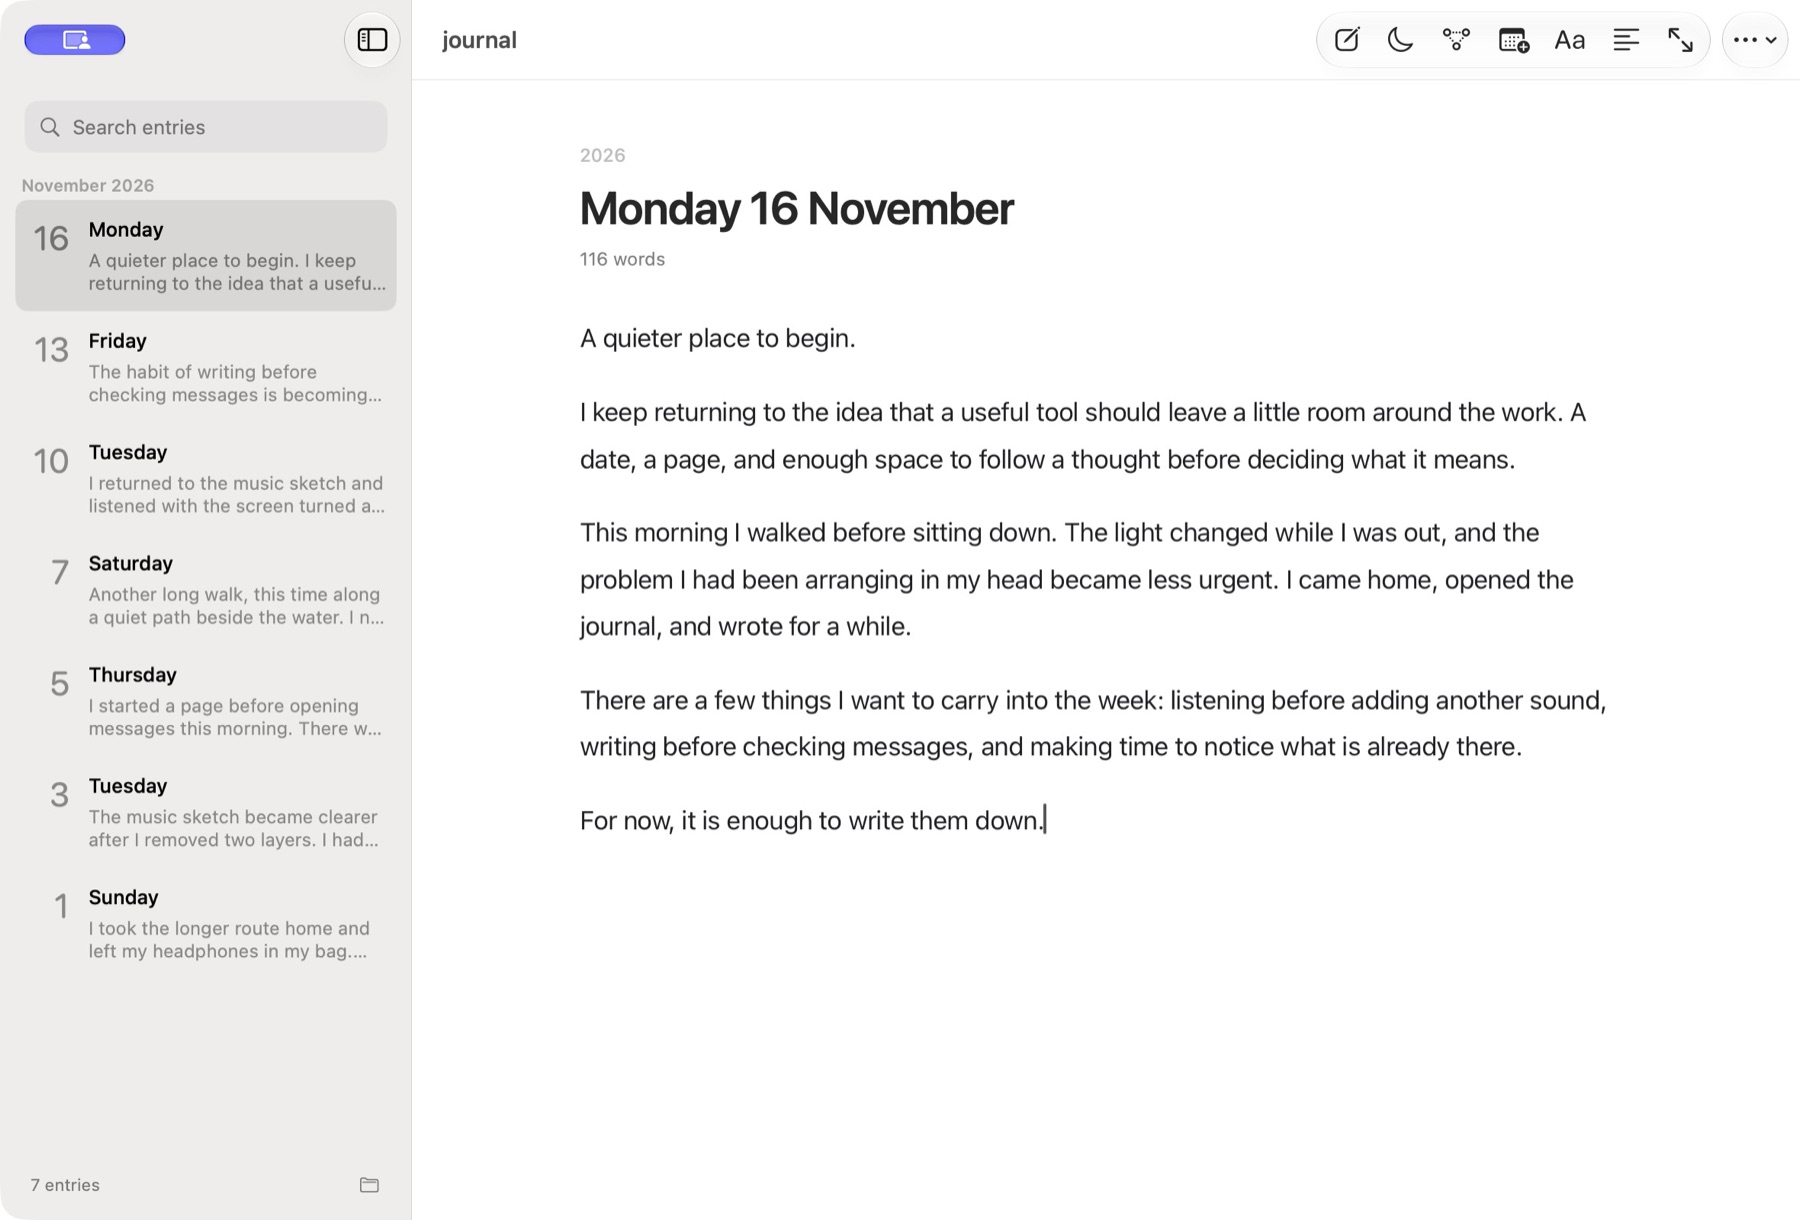 journal
Aa
Search entries
November 2026
16
Monday
A quieter place to begin. I keep
returning to the idea that a usefu...
13
Friday
The habit of writing before
checking messages is becoming...
10
Tuesday
I returned to the music sketch and
listened with the screen turned a...
7
Saturday
Another long walk, this time along
a quiet path beside the water. I n...
5
Thursday
I started a page before opening
messages this morning. There w...
3
Tuesday
The music sketch became clearer
after I removed two layers. I had...
1
Sunday
I took the longer route home and
left my headphones in my bag....
7 entries
2026
Monday 16 November
116 words
A quieter place to begin.
I keep returning to the idea that a useful tool should leave a little room around the work. A
date, a page, and enough space to follow a thought before deciding what it means.
This morning I walked before sitting down. The light changed while I was out, and the
problem I had been arranging in my head became less urgent. I came home, opened the
journal, and wrote for a while.
There are a few things I want to carry into the week: listening before adding another sound,
writing before checking messages, and making time to notice what is already there.
For now, it is enough to write them down.